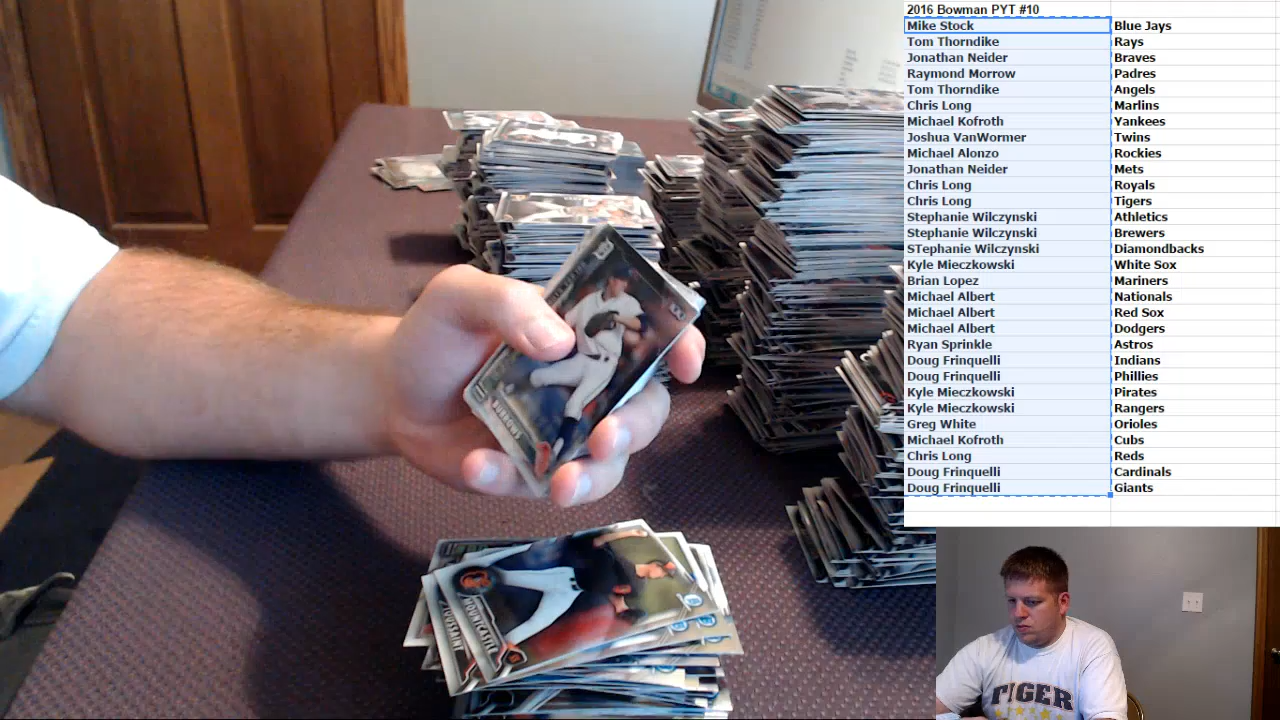 2016 Bowman PYT #10
Mike Stock Blue Jays
Tom Thorndike Rays
Jonathan Neider Braves
Raymond Morrow Padres
Tom Thorndike Angels
Chris Long Marlins
Michael Kofroth Yankees
Joshua VanWormer Twins
Michael Alonzo Rockies
Jonathan Neider Mets
Chris Long Royals
Chris Long Tigers
Stephanie Wilczynski Athletics
Stephanie Wilczynski Brewers
STephanie Wilczynski Diamondbacks
Kyle Mieczkowski White Sox
Brian Lopez Mariners
Michael Albert Nationals
Michael Albert Red Sox
Michael Albert Dodgers
Ryan Sprinkle Astros
Doug Frinquelli Indians
Doug Frinquelli Phillies
Kyle Mieczkowski Pirates
Kyle Mieczkowski Rangers
Greg White Orioles
Michael Kofroth Cubs
Chris Long Reds
Doug Frinquelli Cardinals
Doug Frinquelli Giants
BURROWS
MOUNTCASTLE
TOUSSAINT
TIGER